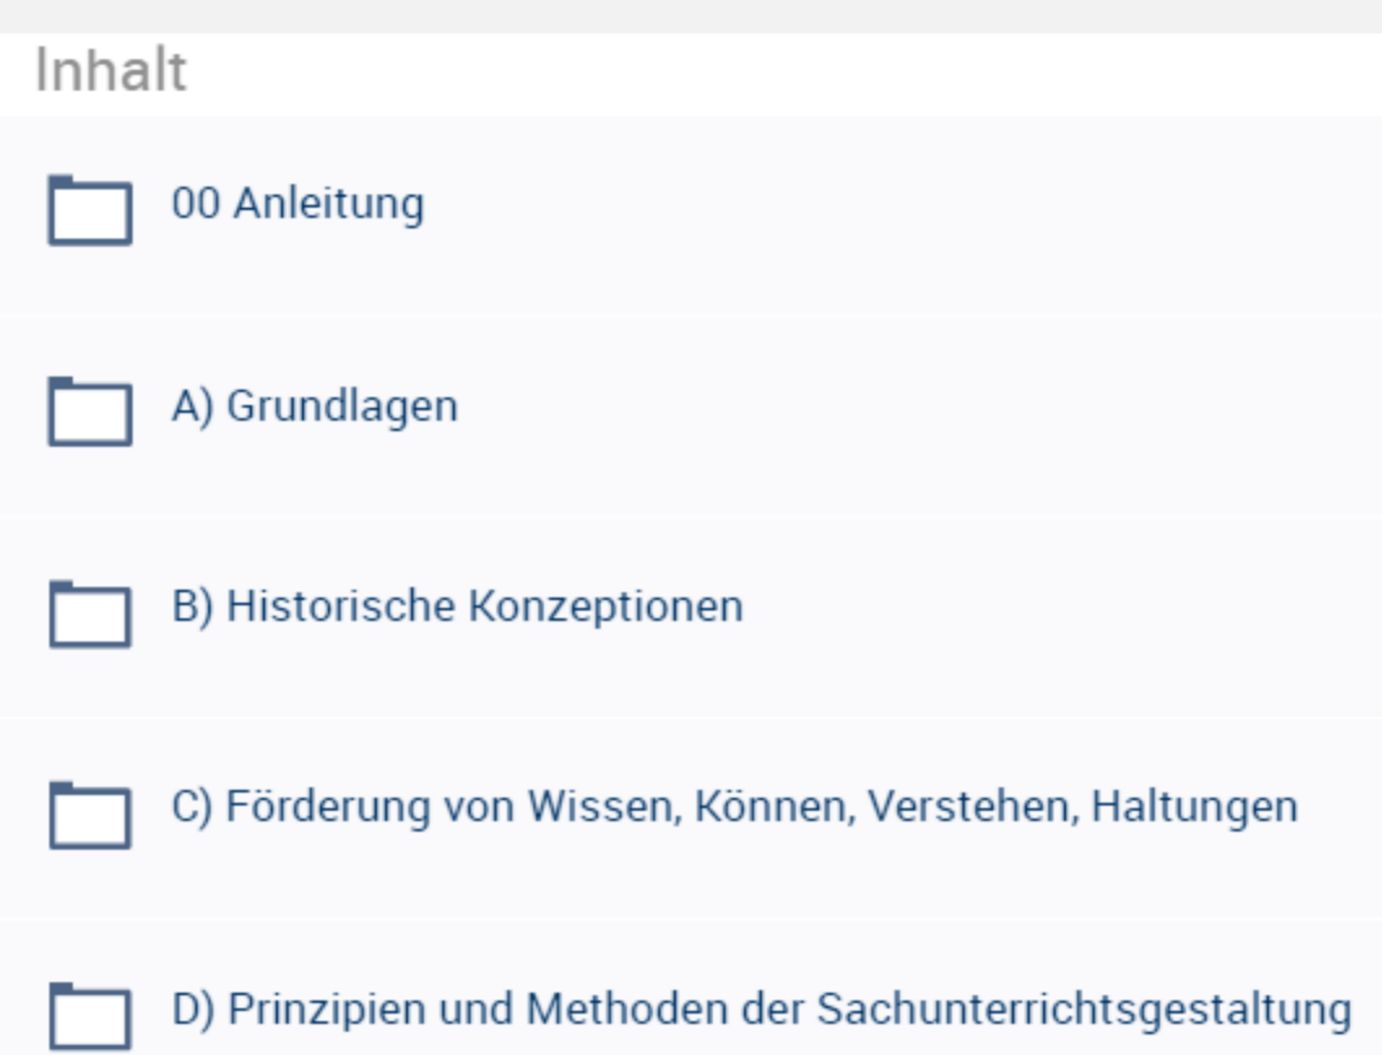 Inhalt
00 Anleitung
A) Grundlagen
B) Historische Konzeptionen
C) Förderung von Wissen, Können, Verstehen, Haltungen
D) Prinzipien und Methoden der Sachunterrichtsgestaltung